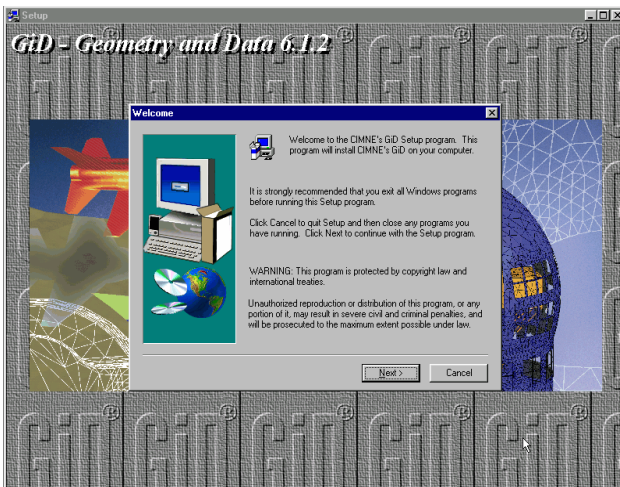 Setup
GiD - Geometry and Data 6.1.2
Welcome
Welcome to the CIMNE's GiD Setup program. This
program will install CIMNE's GiD on your computer.
It is strongly recommended that you exit all Windows programs
before running this Setup program.
Click Cancel to quit Setup and then close any programs you
have running. Click Next to continue with the Setup program.
WARNING: This program is protected by copyright law and
international treaties.
Unauthorized reproduction or distribution of this program, or any
portion of it, may result in severe civil and criminal penalties, and
will be prosecuted to the maximum extent possible under law.
Next >
Cancel
GiD® GiD® GiD® GiD®